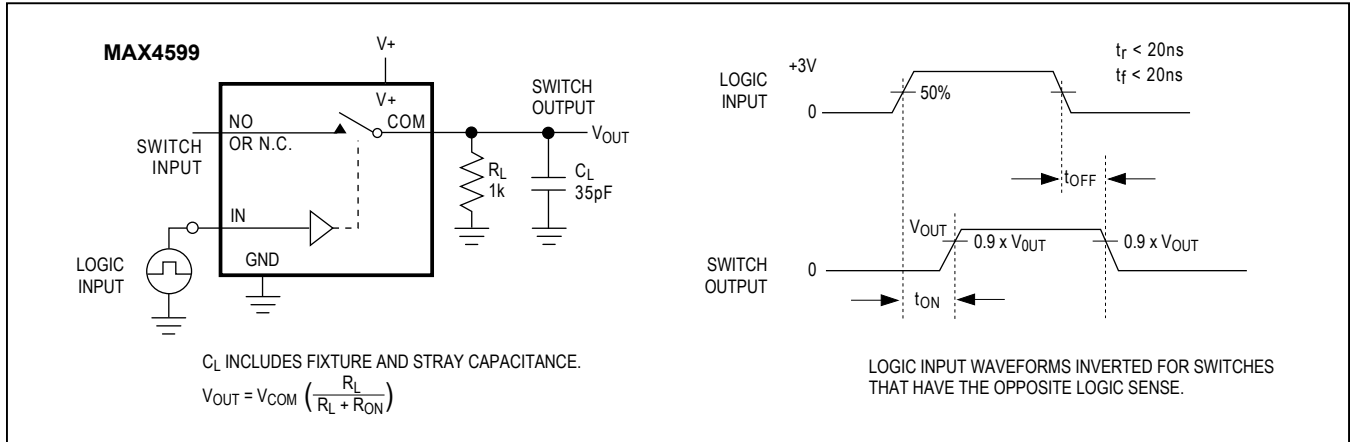 MAX4599
V+
V+
NO
COM
OR N.C.
SWITCH
INPUT
SWITCH
OUTPUT
VOUT
RL
1k
CL
35pF
IN
GND
LOGIC
INPUT
CL INCLUDES FIXTURE AND STRAY CAPACITANCE.
VOUT = VCOM ( RL / RL + RON )
LOGIC
INPUT
+3V
0
50%
tr < 20ns
tf < 20ns
tOFF
SWITCH
OUTPUT
VOUT
0
0.9 x V0UT
0.9 x VOUT
tON
LOGIC INPUT WAVEFORMS INVERTED FOR SWITCHES
THAT HAVE THE OPPOSITE LOGIC SENSE.